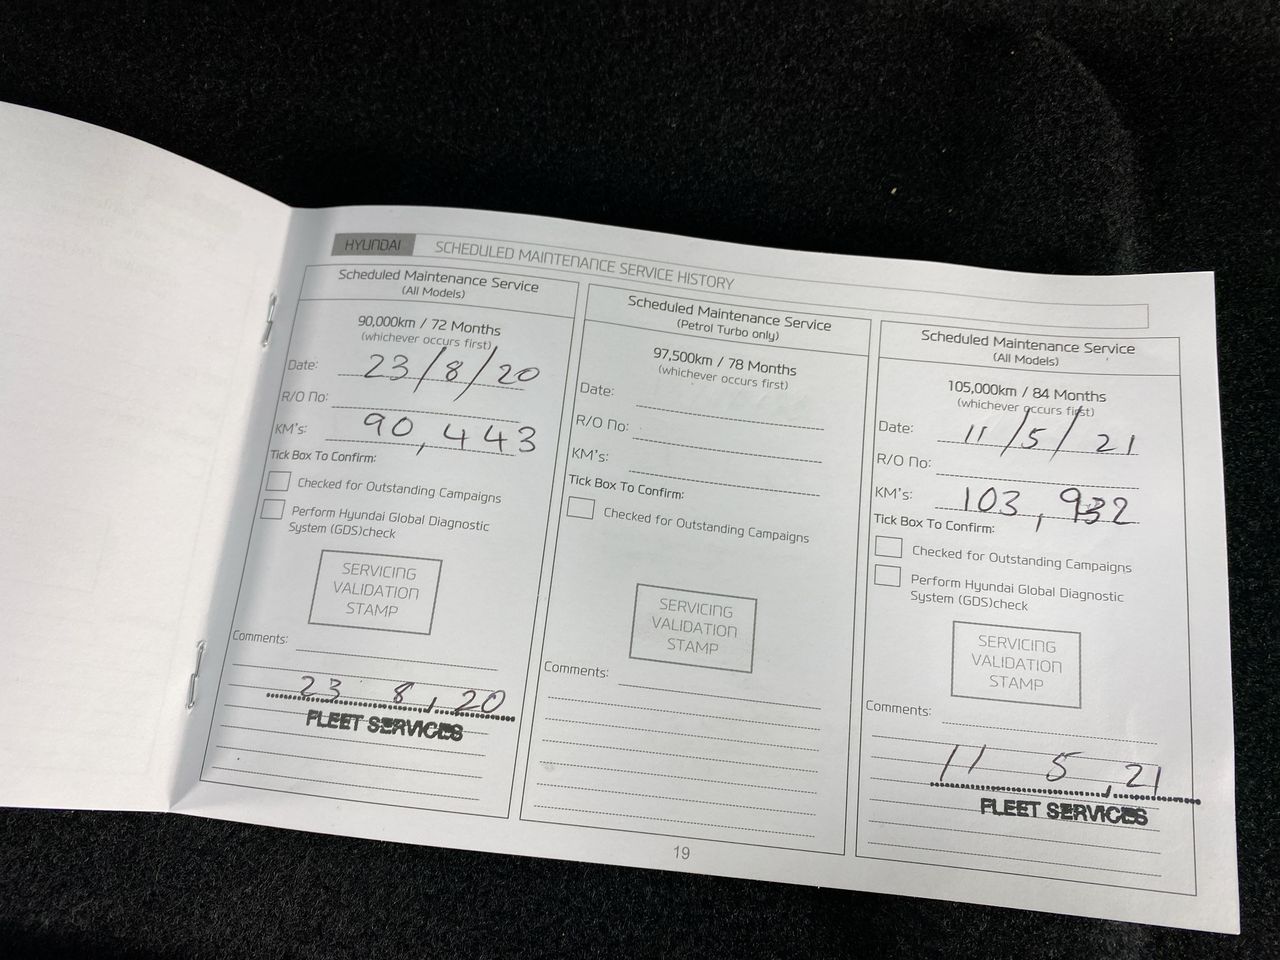 HYUNDAI SCHEDULED MAINTENANCE SERVICE HISTORY
Scheduled Maintenance Service
(All Models)
90,000km / 72 Months
(whichever occurs first)
Date: 23/8/20
R/O No:
KM's: 90,443
Tick Box To Confirm:
Checked for Outstanding Campaigns
Perform Hyundai Global Diagnostic
System (GDS)check
SERVICING
VALIDATION
STAMP
Comments:
23 8, 20
FLEET SERVICES
Scheduled Maintenance Service
(Petrol Turbo only)
97,500km / 78 Months
(whichever occurs first)
Date:
R/O No:
KM's:
Tick Box To Confirm:
Checked for Outstanding Campaigns
SERVICING
VALIDATION
STAMP
Comments:
Scheduled Maintenance Service
(All Models)
105,000km / 84 Months
(whichever occurs first)
Date: 11/5/21
R/O No:
KM's: 103,932
Tick Box To Confirm:
Checked for Outstanding Campaigns
Perform Hyundai Global Diagnostic
System (GDS)check
SERVICING
VALIDATION
STAMP
Comments:
11 5, 21
FLEET SERVICES
19